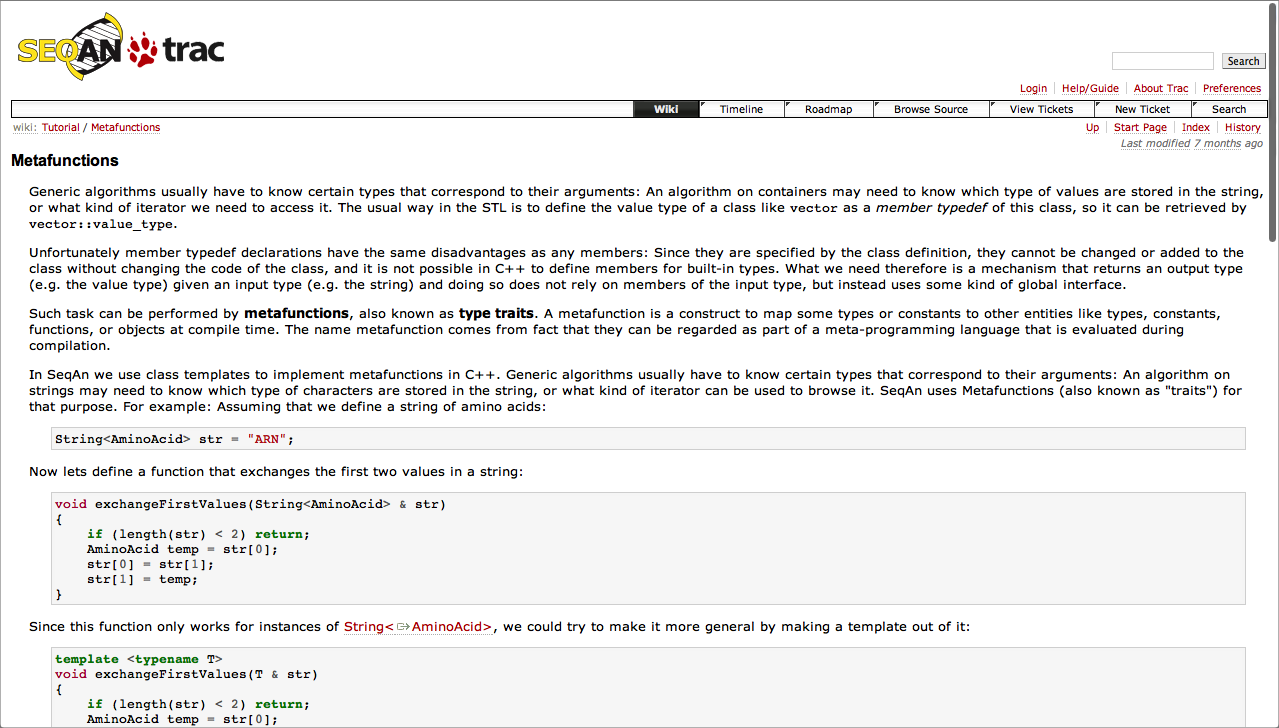 SEQAN trac
Search
Login Help/Guide About Trac Preferences
Wiki Timeline Roadmap Browse Source View Tickets New Ticket Search
wiki: Tutorial / Metafunctions Up Start Page Index History
Last modified 7 months ago
Metafunctions
Generic algorithms usually have to know certain types that correspond to their arguments: An algorithm on containers may need to know which type of values are stored in the string,
or what kind of iterator we need to access it. The usual way in the STL is to define the value type of a class like vector as a member typedef of this class, so it can be retrieved by
vector::value_type.
Unfortunately member typedef declarations have the same disadvantages as any members: Since they are specified by the class definition, they cannot be changed or added to the
class without changing the code of the class, and it is not possible in C++ to define members for built-in types. What we need therefore is a mechanism that returns an output type
(e.g. the value type) given an input type (e.g. the string) and doing so does not rely on members of the input type, but instead uses some kind of global interface.
Such task can be performed by metafunctions, also known as type traits. A metafunction is a construct to map some types or constants to other entities like types, constants,
functions, or objects at compile time. The name metafunction comes from fact that they can be regarded as part of a meta-programming language that is evaluated during
compilation.
In SeqAn we use class templates to implement metafunctions in C++. Generic algorithms usually have to know certain types that correspond to their arguments: An algorithm on
strings may need to know which type of characters are stored in the string, or what kind of iterator can be used to browse it. SeqAn uses Metafunctions (also known as "traits") for
that purpose. For example: Assuming that we define a string of amino acids:
String<AminoAcid> str = "ARN";
Now lets define a function that exchanges the first two values in a string:
void exchangeFirstValues(String<AminoAcid> & str)
{
    if (length(str) < 2) return;
    AminoAcid temp = str[0];
    str[0] = str[1];
    str[1] = temp;
}
Since this function only works for instances of String<AminoAcid>, we could try to make it more general by making a template out of it:
template <typename T>
void exchangeFirstValues(T & str)
{
    if (length(str) < 2) return;
    AminoAcid temp = str[0];